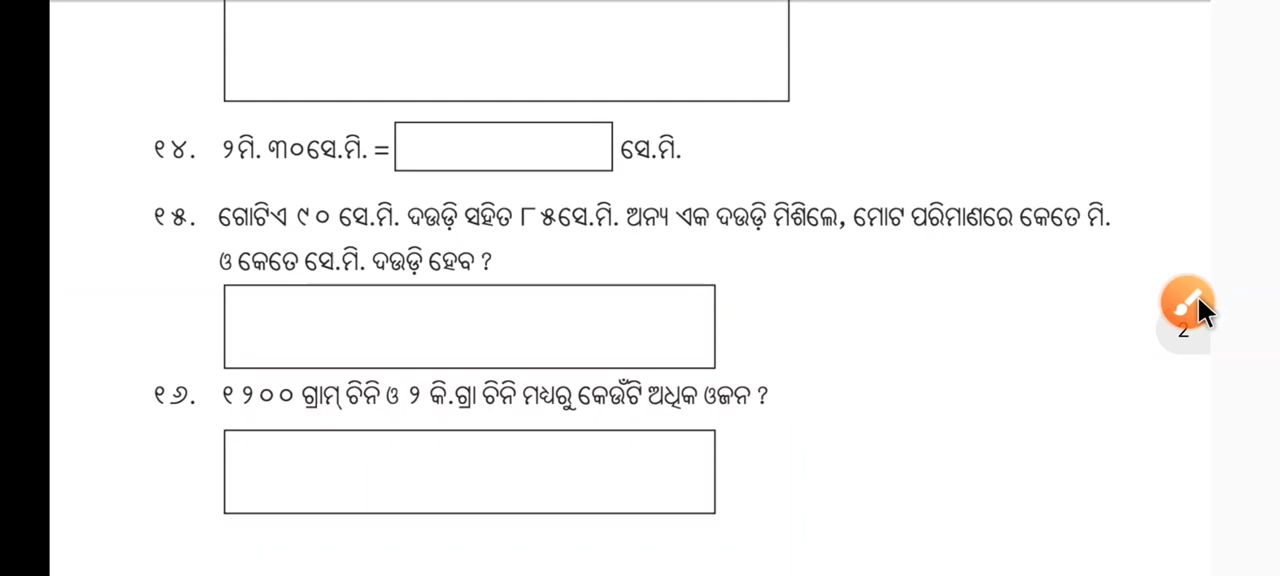 ୧୪. ୨ମି. ୩୦ସେ.ମି. = ସେ.ମି.
୧୫. ଗୋଟିଏ ୯୦ ସେ.ମି. ଦଉଡ଼ି ସହିତ ୮୫ସେ.ମି. ଅନ୍ୟ ଏକ ଦଉଡ଼ି ମିଶିଲେ, ମୋଟ ପରିମାଣରେ କେତେ ମି.
ଓ କେତେ ସେ.ମି. ଦଉଡ଼ି ହେବ ?
2
୧୬. ୧୨୦୦ ଗ୍ରାମ୍ ଚିନି ଓ ୨ କି.ଗ୍ରା ଚିନି ମଧ୍ୟରୁ କେଉଁଟି ଅଧିକ ଓଜନ ?